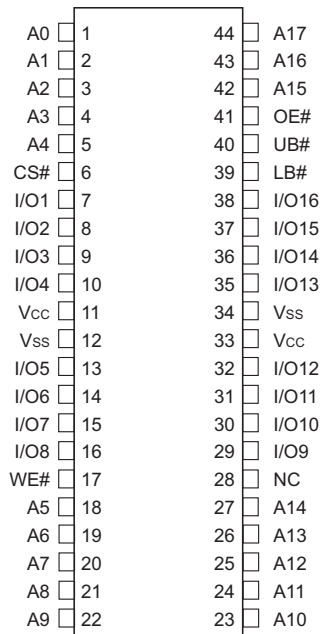 A0 1 44 A17
A1 2 43 A16
A2 3 42 A15
A3 4 41 OE#
A4 5 40 UB#
CS# 6 39 LB#
I/O1 7 38 I/O16
I/O2 8 37 I/O15
I/O3 9 36 I/O14
I/O4 10 35 I/O13
Vcc 11 34 Vss
Vss 12 33 Vcc
I/O5 13 32 I/O12
I/O6 14 31 I/O11
I/O7 15 30 I/O10
I/O8 16 29 I/O9
WE# 17 28 NC
A5 18 27 A14
A6 19 26 A13
A7 20 25 A12
A8 21 24 A11
A9 22 23 A10